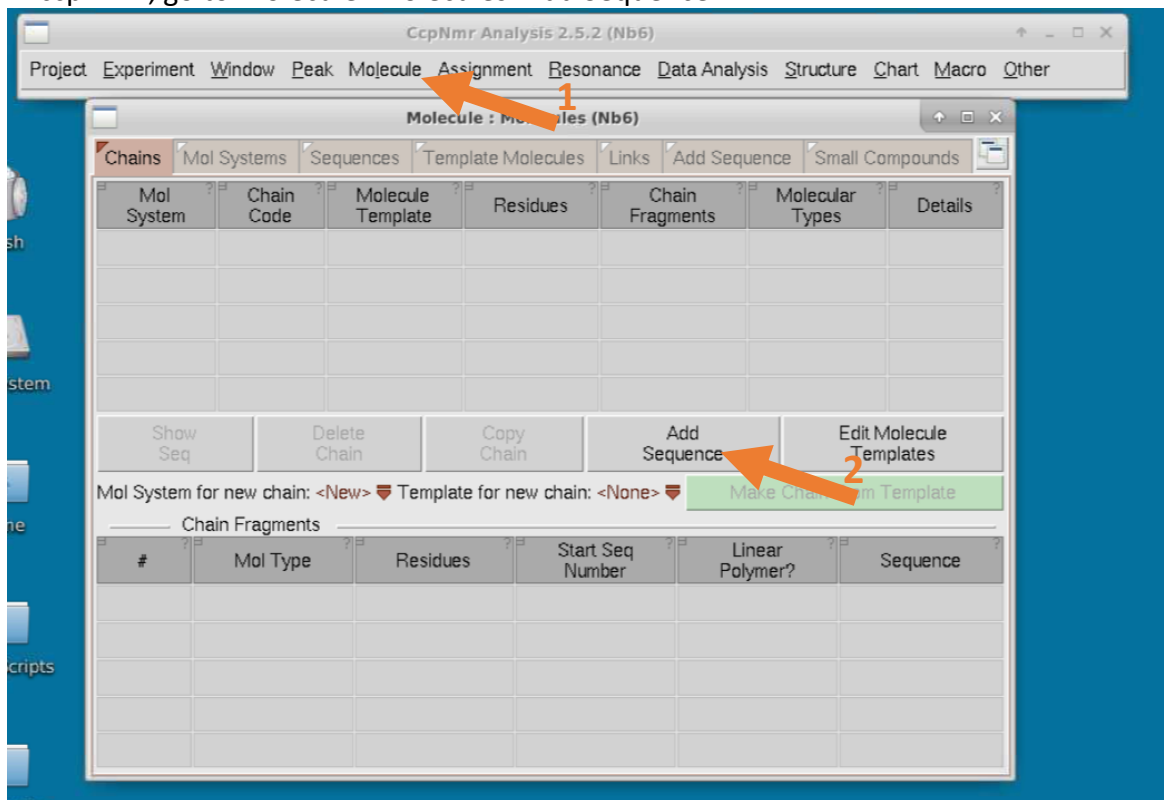 CcpNmr Analysis 2.5.2 (Nb6)
Project Experiment Window Peak Molecule Assignment Resonance Data Analysis Structure Chart Macro Other
1
Molecule : (Nb6)
Chains Mol Systems Sequences Template Molecules Links Add Sequence Small Compounds
Mol System ? Chain Code ? Molecule Template ? Residues ? Chain Fragments ? Molecular Types ? Details ?
sh
stem
Show Seq Delete Chain Copy Chain Add Sequence Edit Molecule Templates
2
Mol System for new chain: <New> Template for new chain: <None> Make Template
ne
Chain Fragments
# ? Mol Type ? Residues ? Start Seq Number ? Linear Polymer? ? Sequence ?
cripts